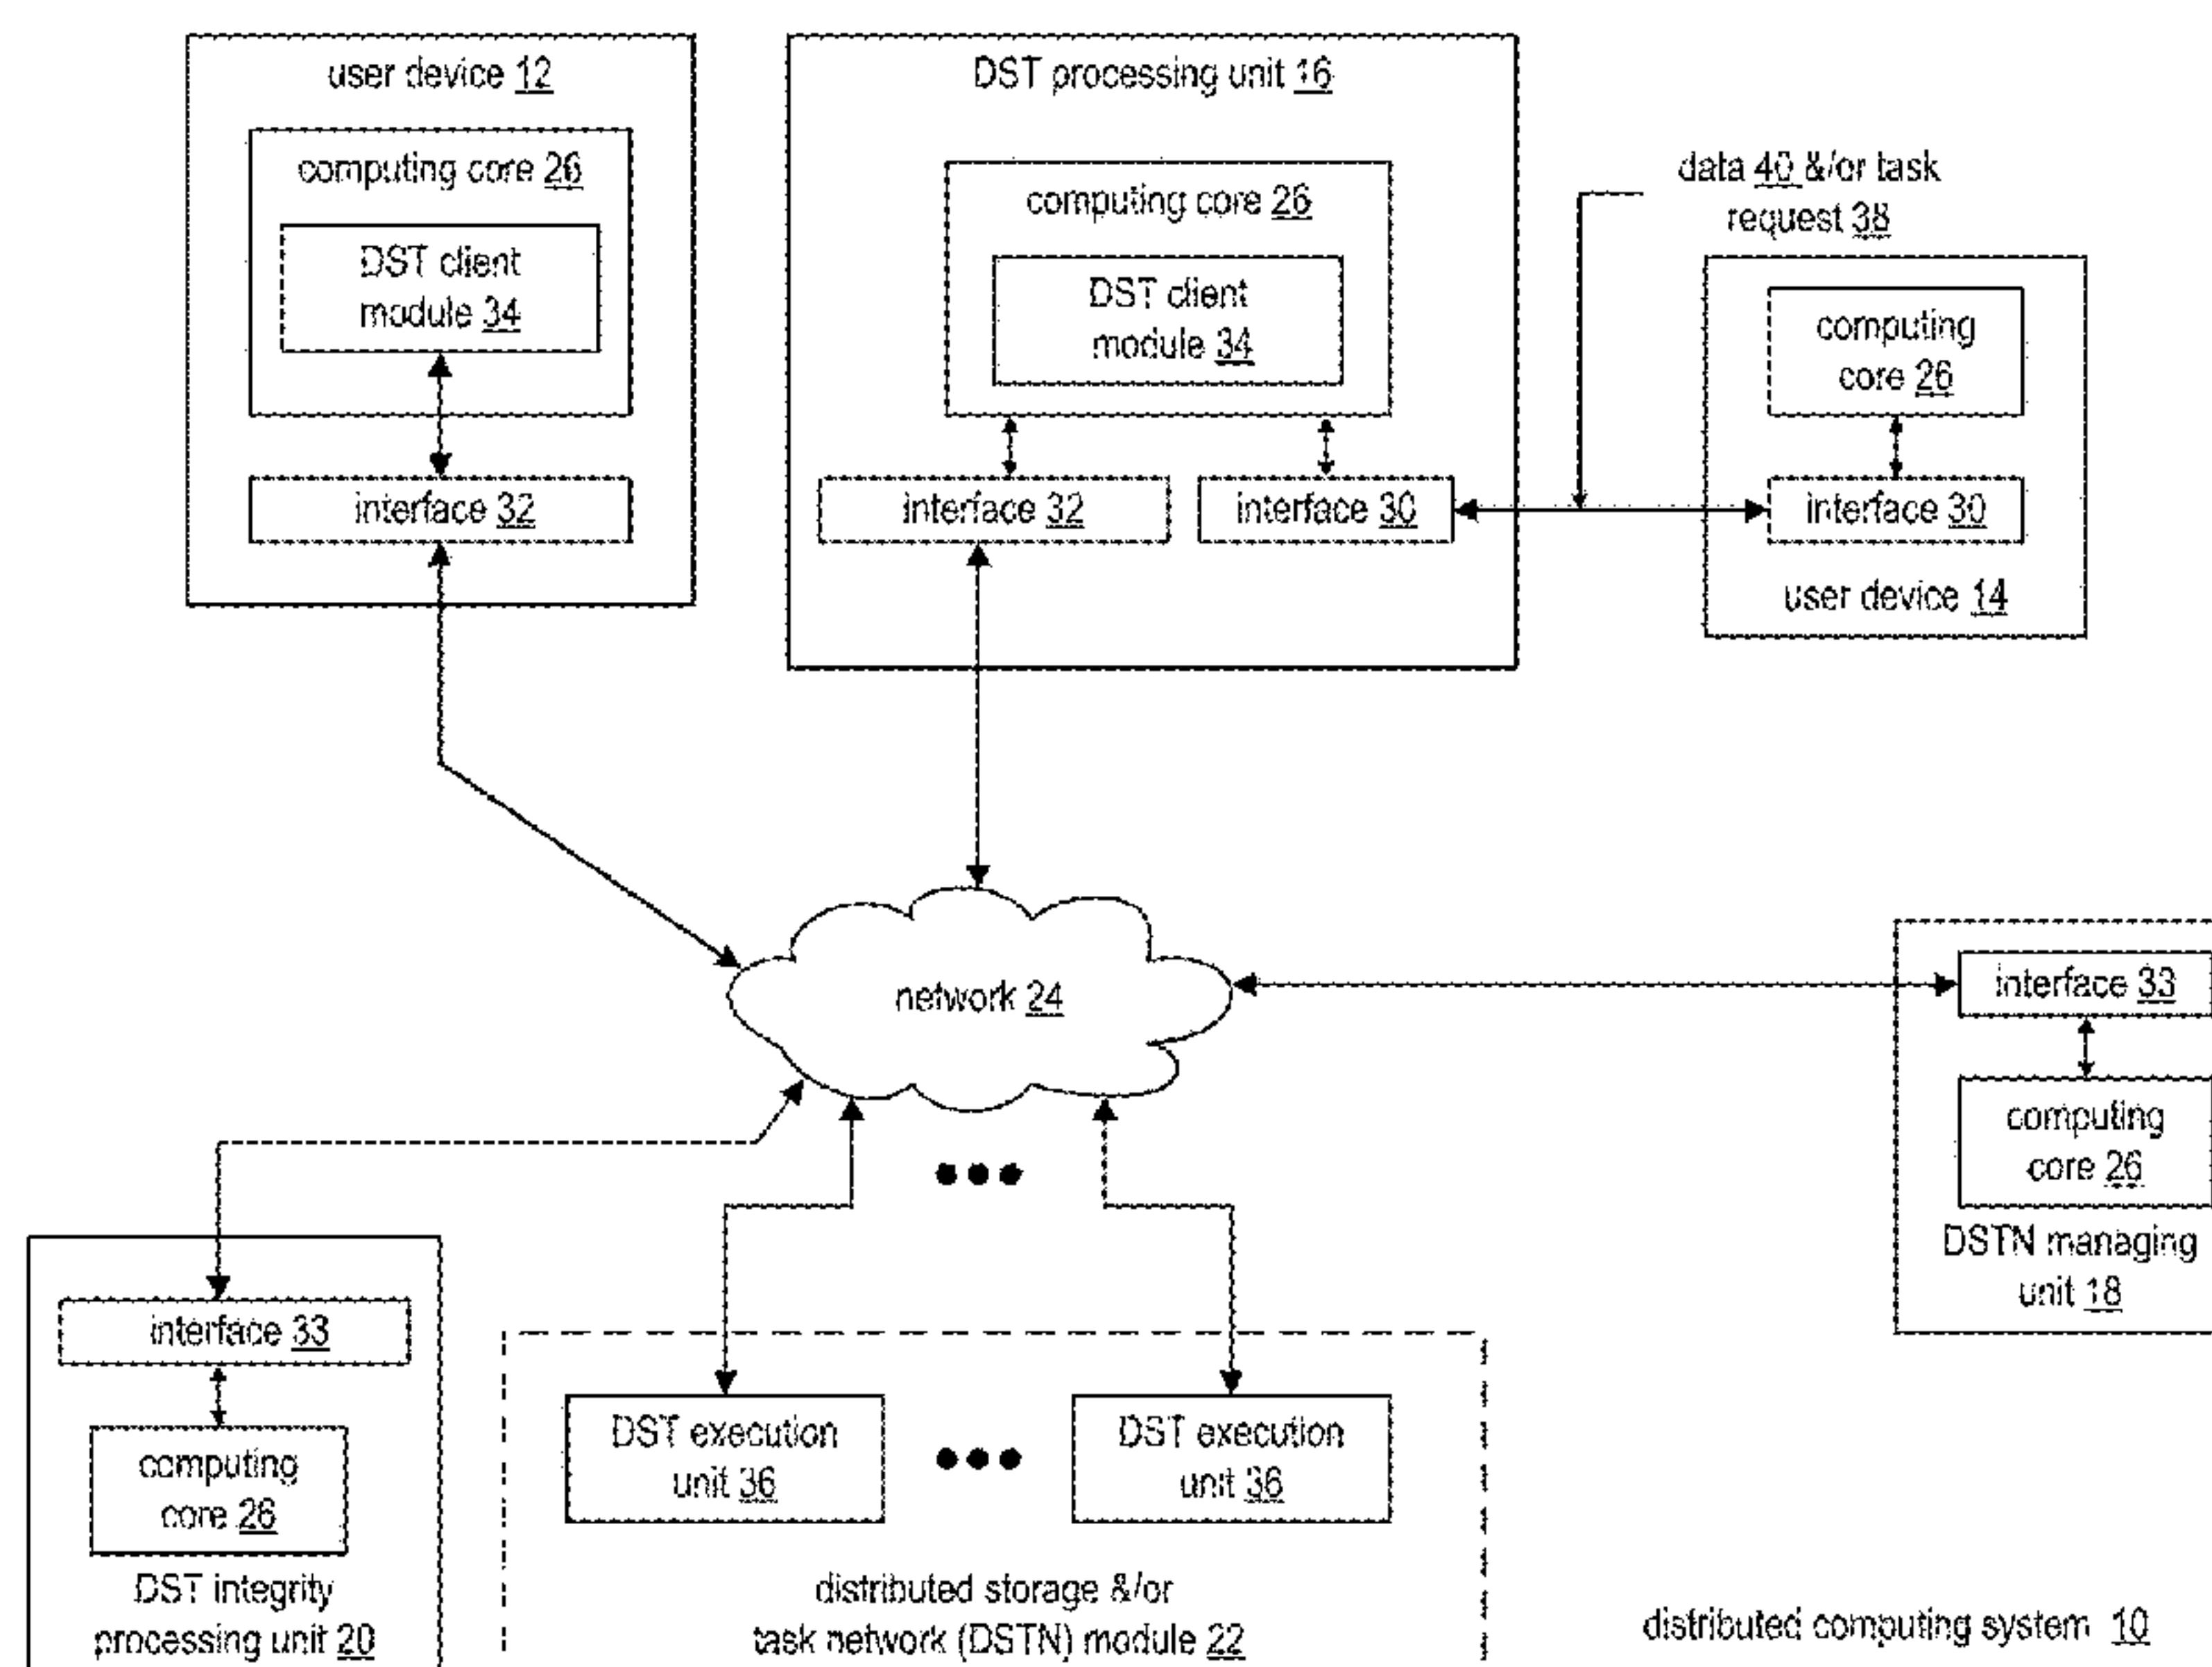 user device 12
computing core 26
DST client
module 34
interface 32
DST processing unit 16
computing core 26
DST client
module 34
interface 32
interface 30
data 40 &/or task
request 38
computing
core 26
interface 30
user device 14
network 24
interface 33
computing
core 26
DSTN managing
unit 18
interface 33
computing
core 26
DST integrity
processing unit 20
DST execution
unit 36
DST execution
unit 36
distributed storage &/or
task network (DSTN) module 22
distributed computing system 10